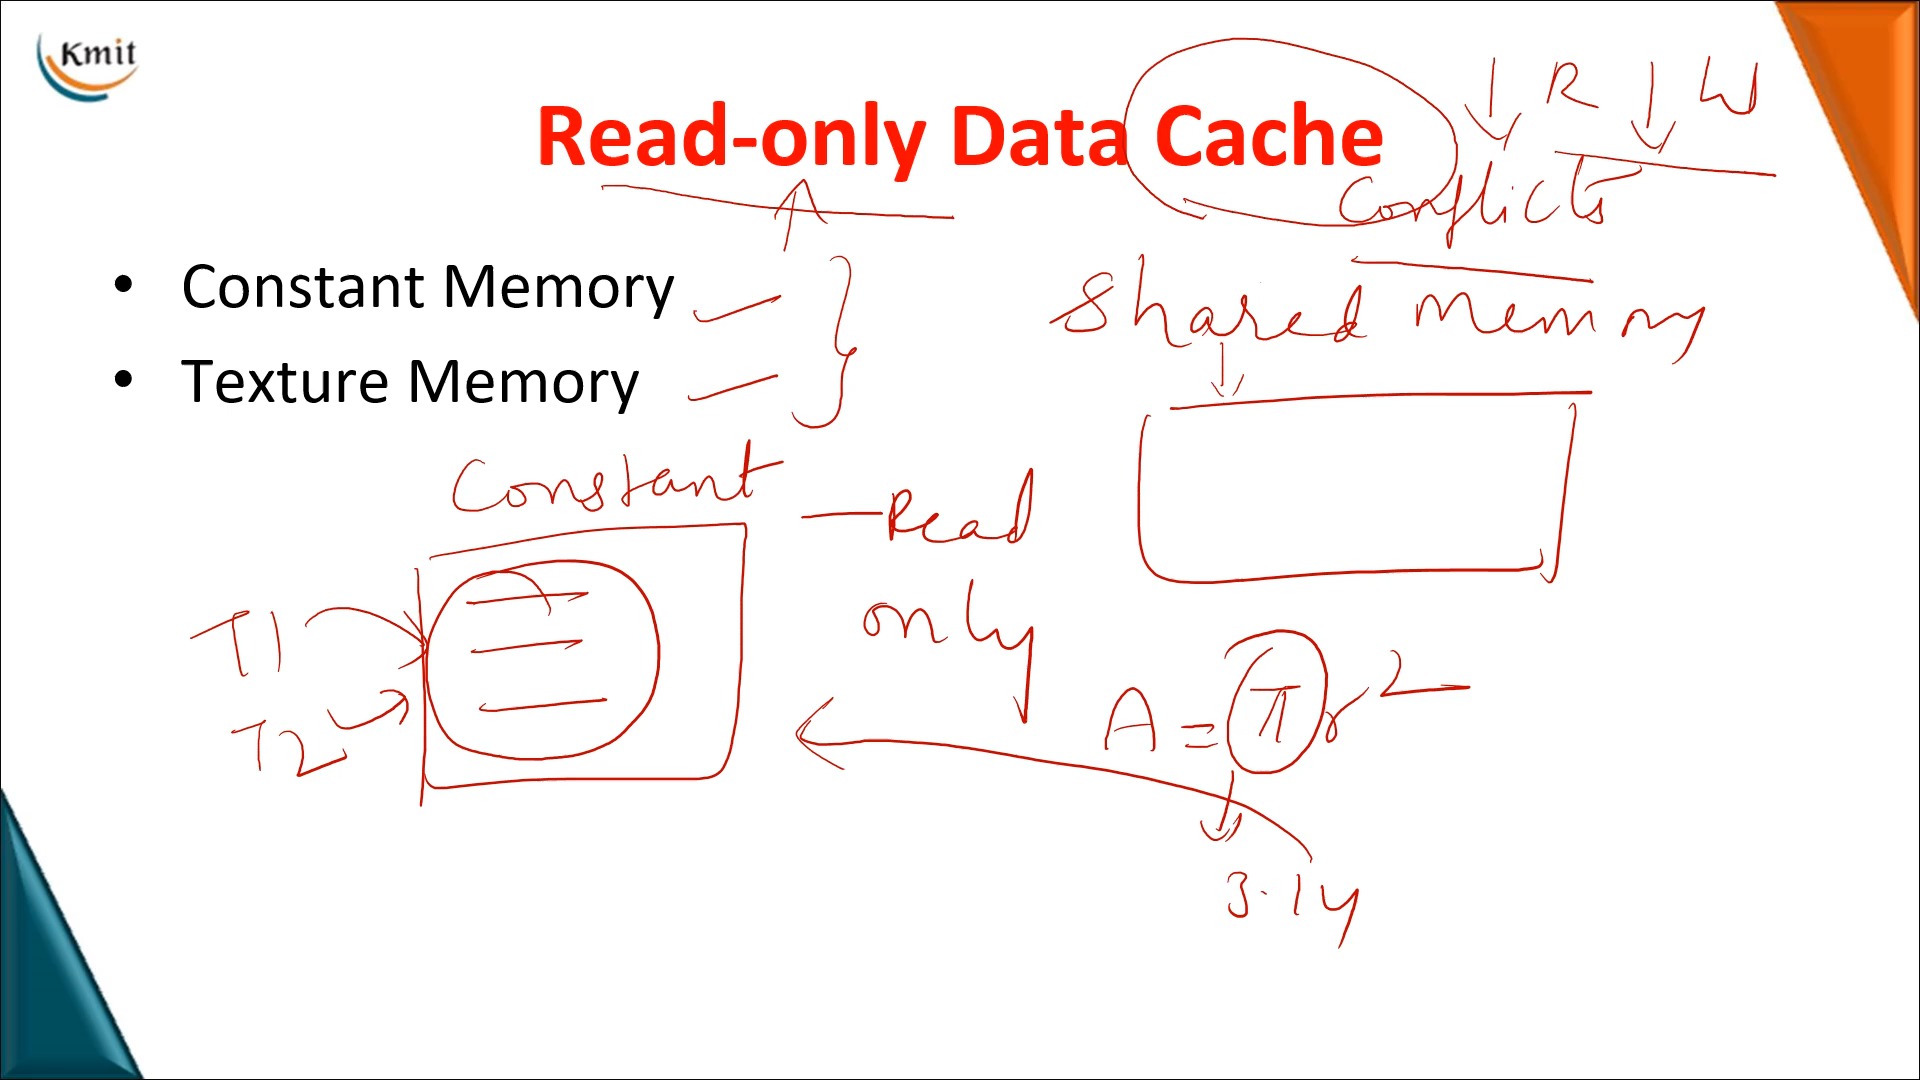 Kmit
Read-only Data Cache
R W
Conflicts
• Constant Memory
Shared Memory
• Texture Memory
Constant
Read only
T1
T2
A = πr2
3.14